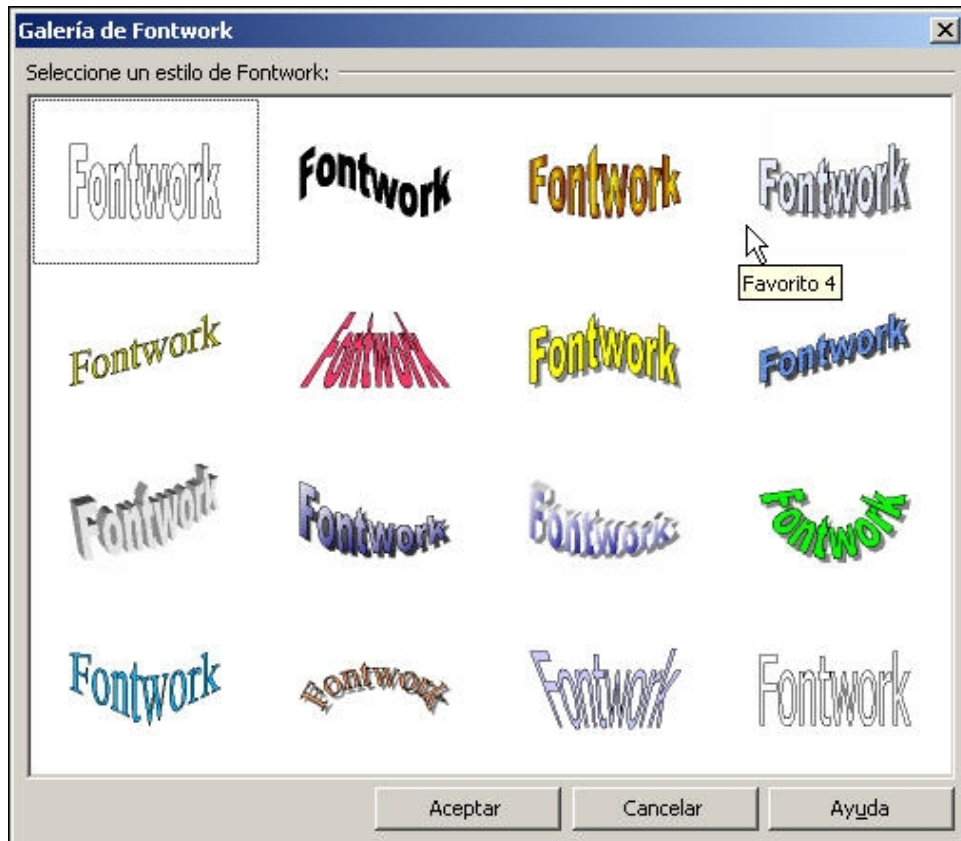 Galería de Fontwork
Seleccione un estilo de Fontwork:
Fontwork Fontwork Fontwork Fontwork
Favorito 4
Fontwork Fontwork Fontwork Fontwork
Fontwork Fontwork Fontwork Fontwork
Fontwork Fontwork Fontwork Fontwork
Aceptar Cancelar Ayuda